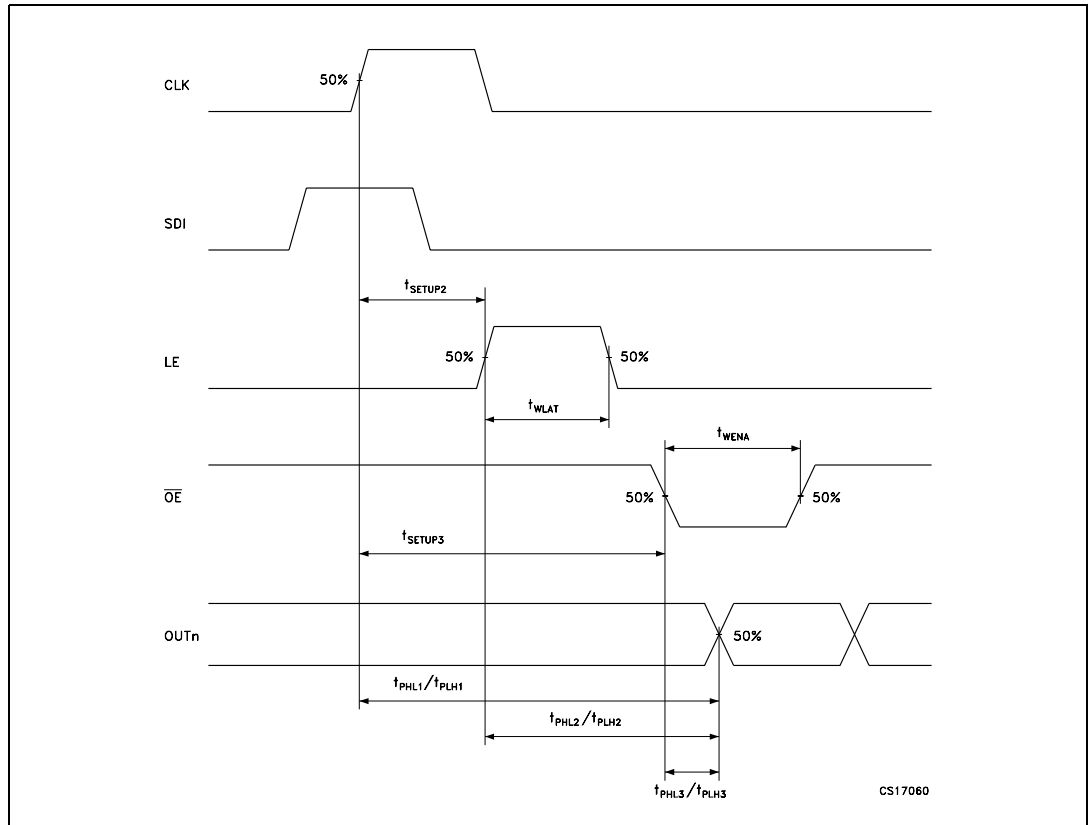 50%
CLK
SDI
tSETUP2
50% 50%
LE
tWLAT
tWENA
OE
50% 50%
tSETUP3
OUTn 50%
tPHL1/tPLH1
tPHL2/tPLH2
tPHL3/tPLH3
CS17060